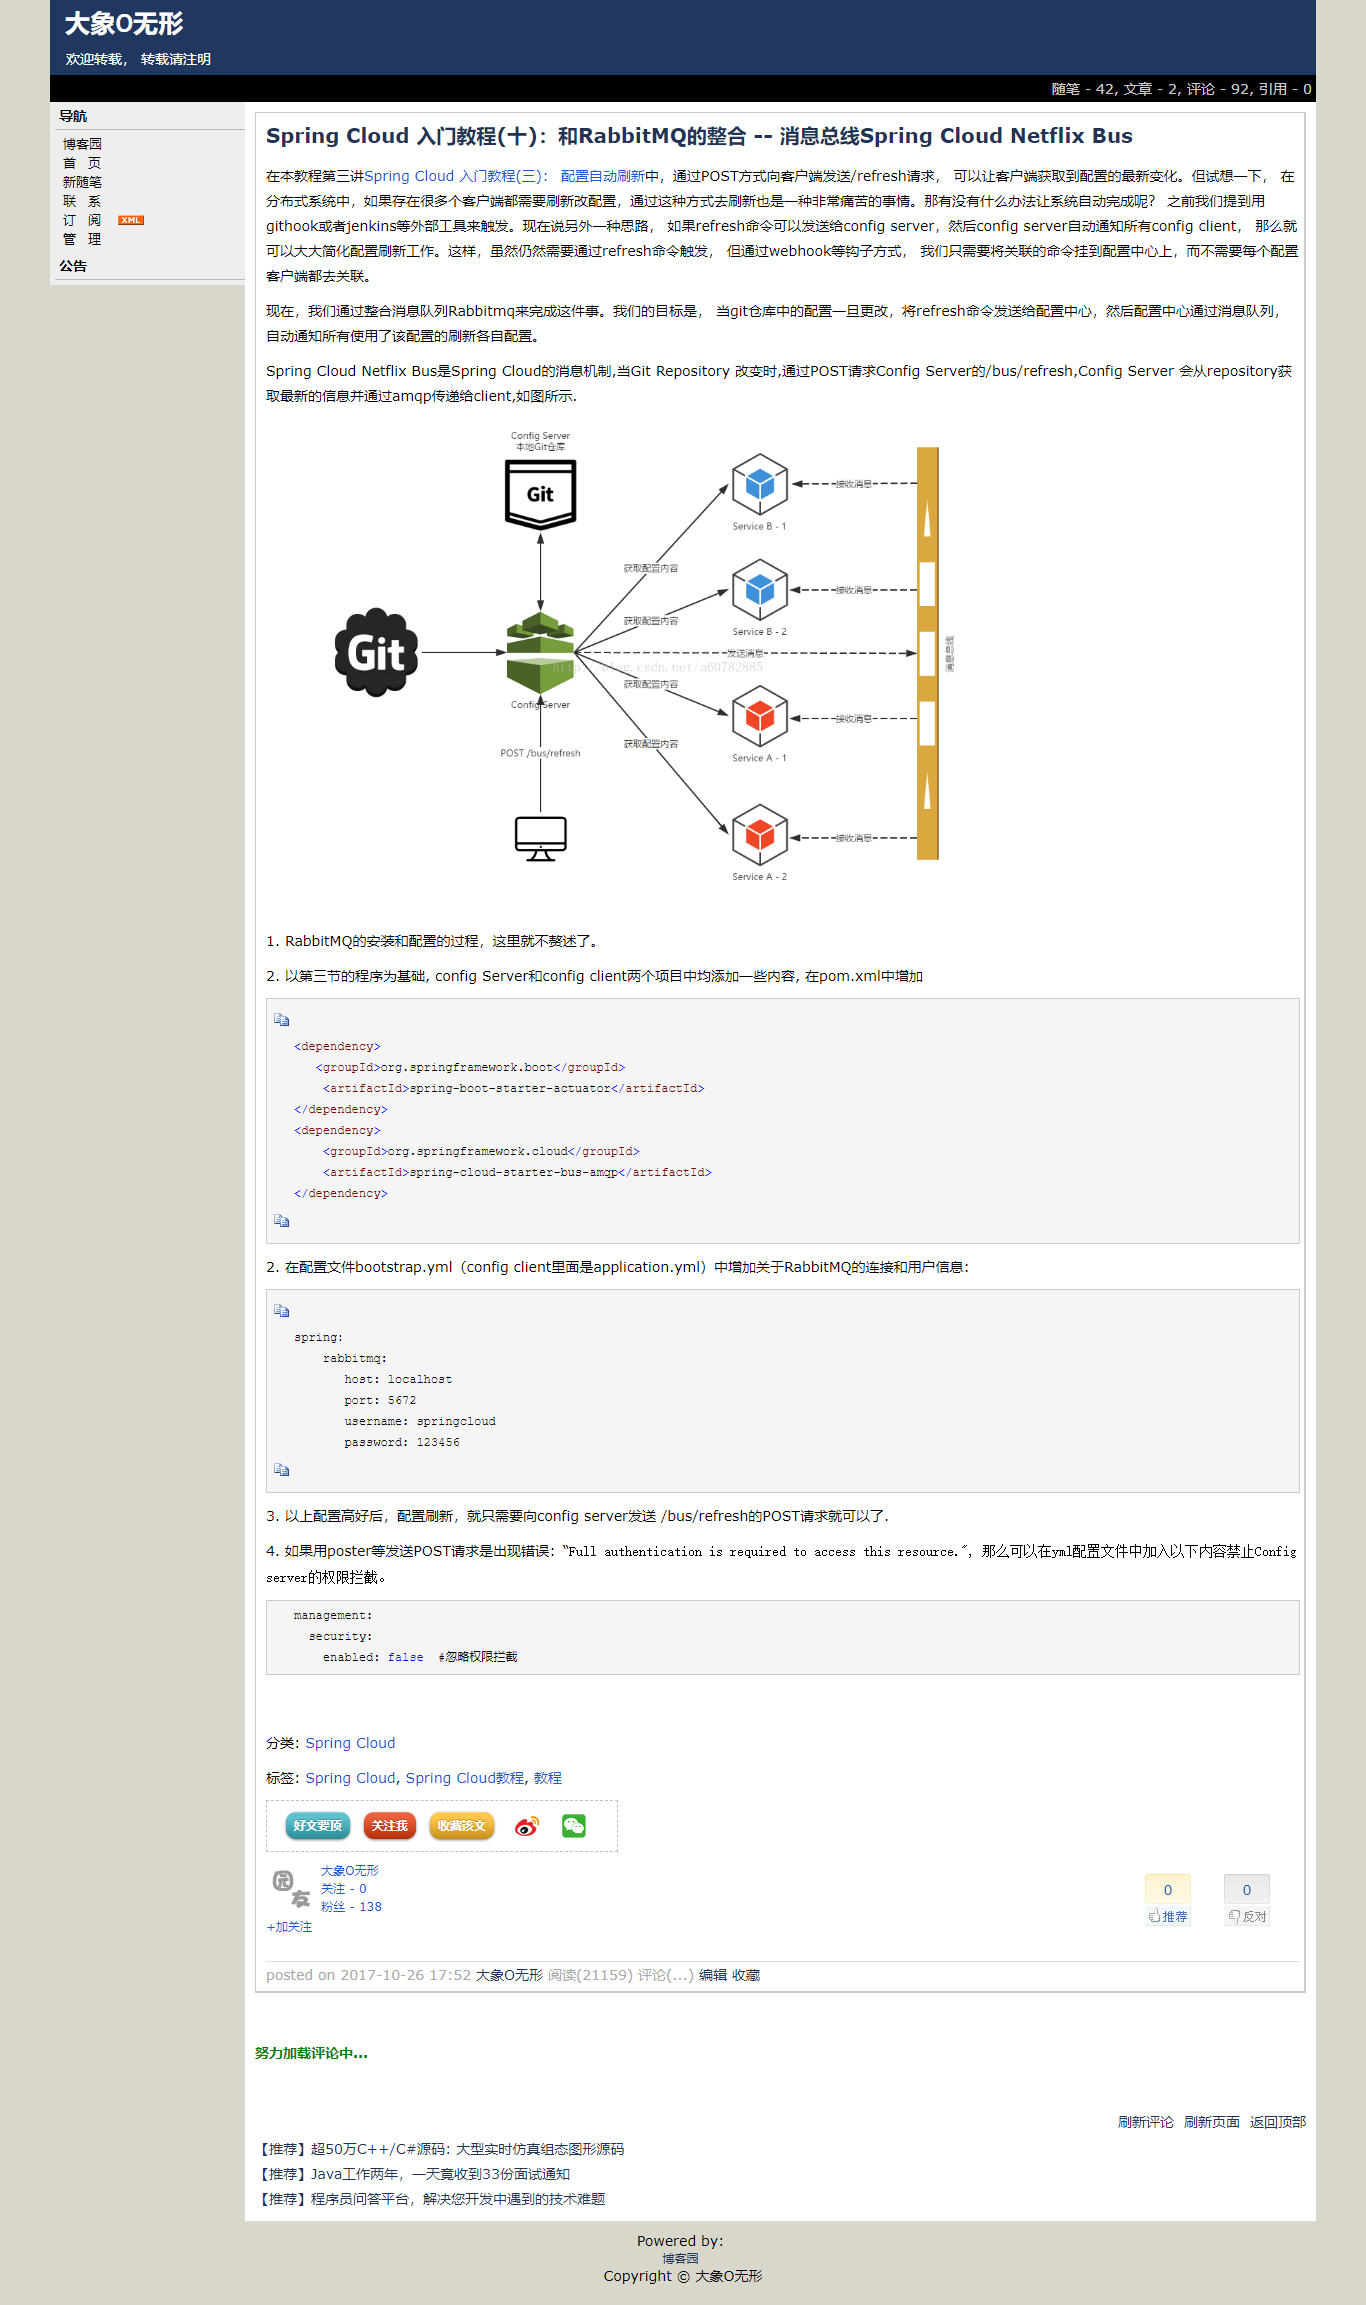 大象O无形
欢迎转载， 转载请注明
随笔 - 42, 文章 - 2, 评论 - 92, 引用 - 0
导航
博客园
首 页
新随笔
联 系
订 阅 XML
管 理
公告
Spring Cloud 入门教程(十)：和RabbitMQ的整合 -- 消息总线Spring Cloud Netflix Bus
在本教程第三讲Spring Cloud 入门教程(三)： 配置自动刷新中，通过POST方式向客户端发送/refresh请求， 可以让客户端获取到配置的最新变化。但试想一下， 在
分布式系统中，如果存在很多个客户端都需要刷新改配置，通过这种方式去刷新也是一种非常痛苦的事情。那有没有什么办法让系统自动完成呢？ 之前我们提到用
githook或者jenkins等外部工具来触发。现在说另外一种思路， 如果refresh命令可以发送给config server，然后config server自动通知所有config client， 那么就
可以大大简化配置刷新工作。这样，虽然仍然需要通过refresh命令触发， 但通过webhook等钩子方式， 我们只需要将关联的命令挂到配置中心上，而不需要每个配置
客户端都去关联。
现在，我们通过整合消息队列Rabbitmq来完成这件事。我们的目标是， 当git仓库中的配置一旦更改，将refresh命令发送给配置中心，然后配置中心通过消息队列，
自动通知所有使用了该配置的刷新各自配置。
Spring Cloud Netflix Bus是Spring Cloud的消息机制,当Git Repository 改变时,通过POST请求Config Server的/bus/refresh,Config Server 会从repository获
取最新的信息并通过amqp传递给client,如图所示.
Config Server
本地Git仓库
Git
Service B - 1
接收消息
获取配置内容
Service B - 2
接收消息
获取配置内容
Git
发送消息
消息总线
http://blog.csdn.net/a60782885
Config Server
获取配置内容
Service A - 1
接收消息
获取配置内容
POST /bus/refresh
Service A - 2
接收消息
1. RabbitMQ的安装和配置的过程，这里就不赘述了。
2. 以第三节的程序为基础, config Server和config client两个项目中均添加一些内容, 在pom.xml中增加
<dependency>
<groupId>org.springframework.boot</groupId>
<artifactId>spring-boot-starter-actuator</artifactId>
</dependency>
<dependency>
<groupId>org.springframework.cloud</groupId>
<artifactId>spring-cloud-starter-bus-amqp</artifactId>
</dependency>
2. 在配置文件bootstrap.yml（config client里面是application.yml）中增加关于RabbitMQ的连接和用户信息：
spring:
rabbitmq:
host: localhost
port: 5672
username: springcloud
password: 123456
3. 以上配置高好后，配置刷新，就只需要向config server发送 /bus/refresh的POST请求就可以了.
4. 如果用poster等发送POST请求是出现错误：“Full authentication is required to access this resource.”, 那么可以在yml配置文件中加入以下内容禁止Config
server的权限拦截。
management:
security:
enabled: false #忽略权限拦截
分类: Spring Cloud
标签: Spring Cloud, Spring Cloud教程, 教程
好文要顶 关注我 收藏该文
园友
大象O无形
关注 - 0
粉丝 - 138
+加关注
0 0
推荐 反对
posted on 2017-10-26 17:52 大象O无形 阅读(21159) 评论(...) 编辑 收藏
努力加载评论中...
刷新评论 刷新页面 返回顶部
【推荐】超50万C++/C#源码: 大型实时仿真组态图形源码
【推荐】Java工作两年，一天竟收到33份面试通知
【推荐】程序员问答平台，解决您开发中遇到的技术难题
Powered by:
博客园
Copyright © 大象O无形